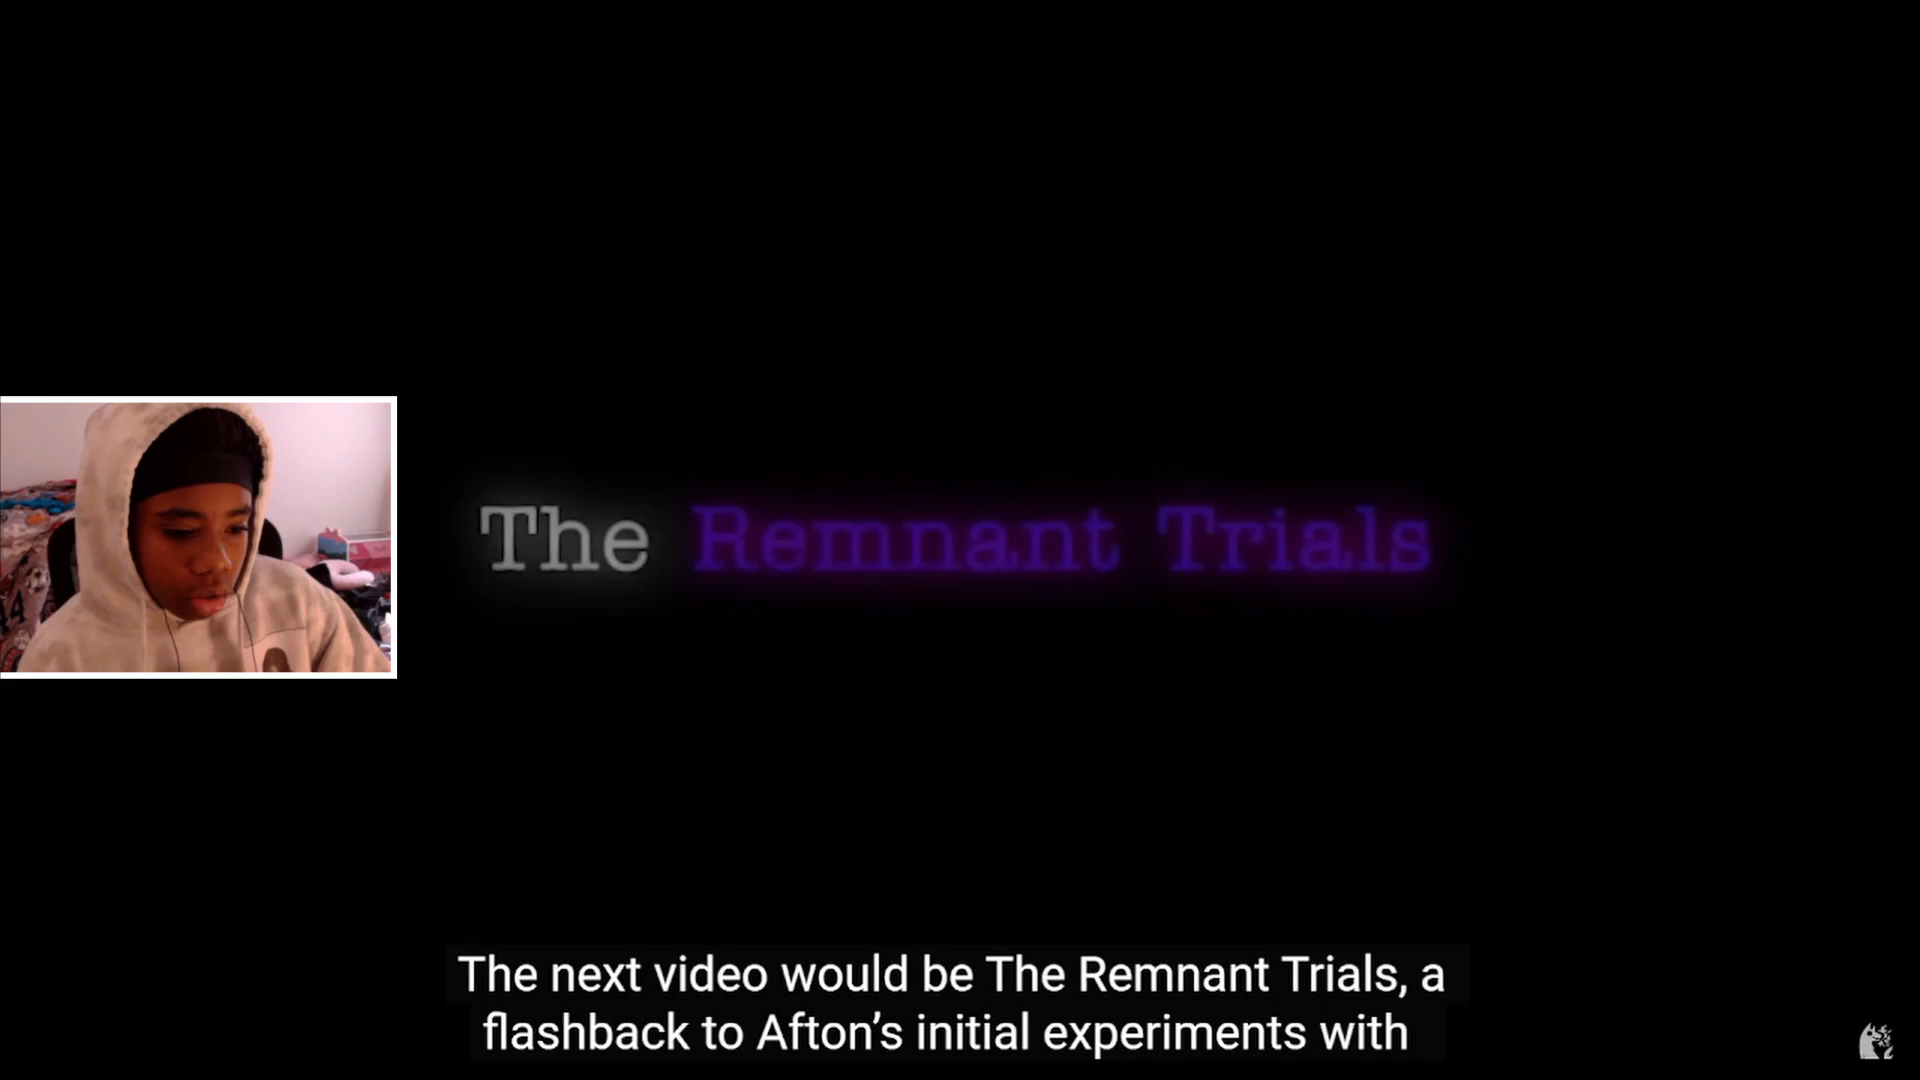 The Remnant Trials
The next video would be The Remnant Trials, a
flashback to Afton’s initial experiments with